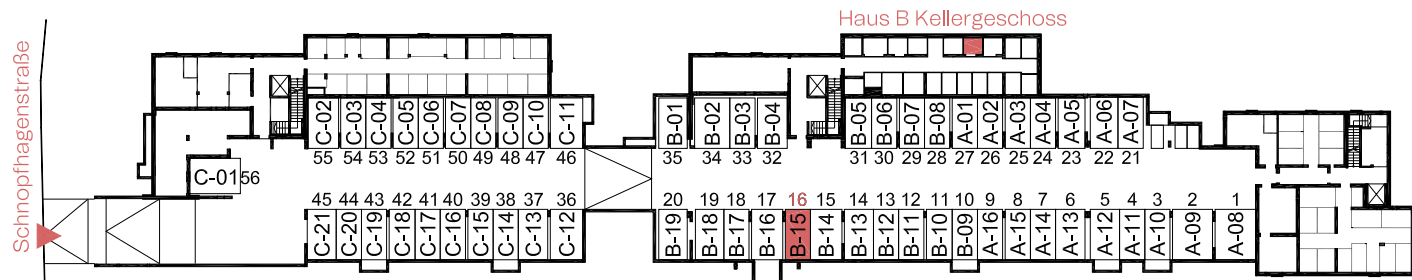 Haus B Kellergeschoss
Schnopfhagenstraße
C-02 C-03 C-04 C-05 C-06 C-07 C-08 C-09 C-10 C-11 B-01 B-02 B-03 B-04 B-05 B-06 B-07 B-08 A-01 A-02 A-03 A-04 A-05 A-06 A-07
55 54 53 52 51 50 49 48 47 46 35 34 33 32 31 30 29 28 27 26 25 24 23 22 21
C-01 56
45 44 43 42 41 40 39 38 37 36 20 19 18 17 16 15 14 13 12 11 10 9 8 7 6 5 4 3 2 1
C-21 C-20 C-19 C-18 C-17 C-16 C-15 C-14 C-13 C-12 B-19 B-18 B-17 B-16 B-15 B-14 B-13 B-12 B-11 B-10 B-09 A-16 A-15 A-14 A-13 A-12 A-11 A-10 A-09 A-08